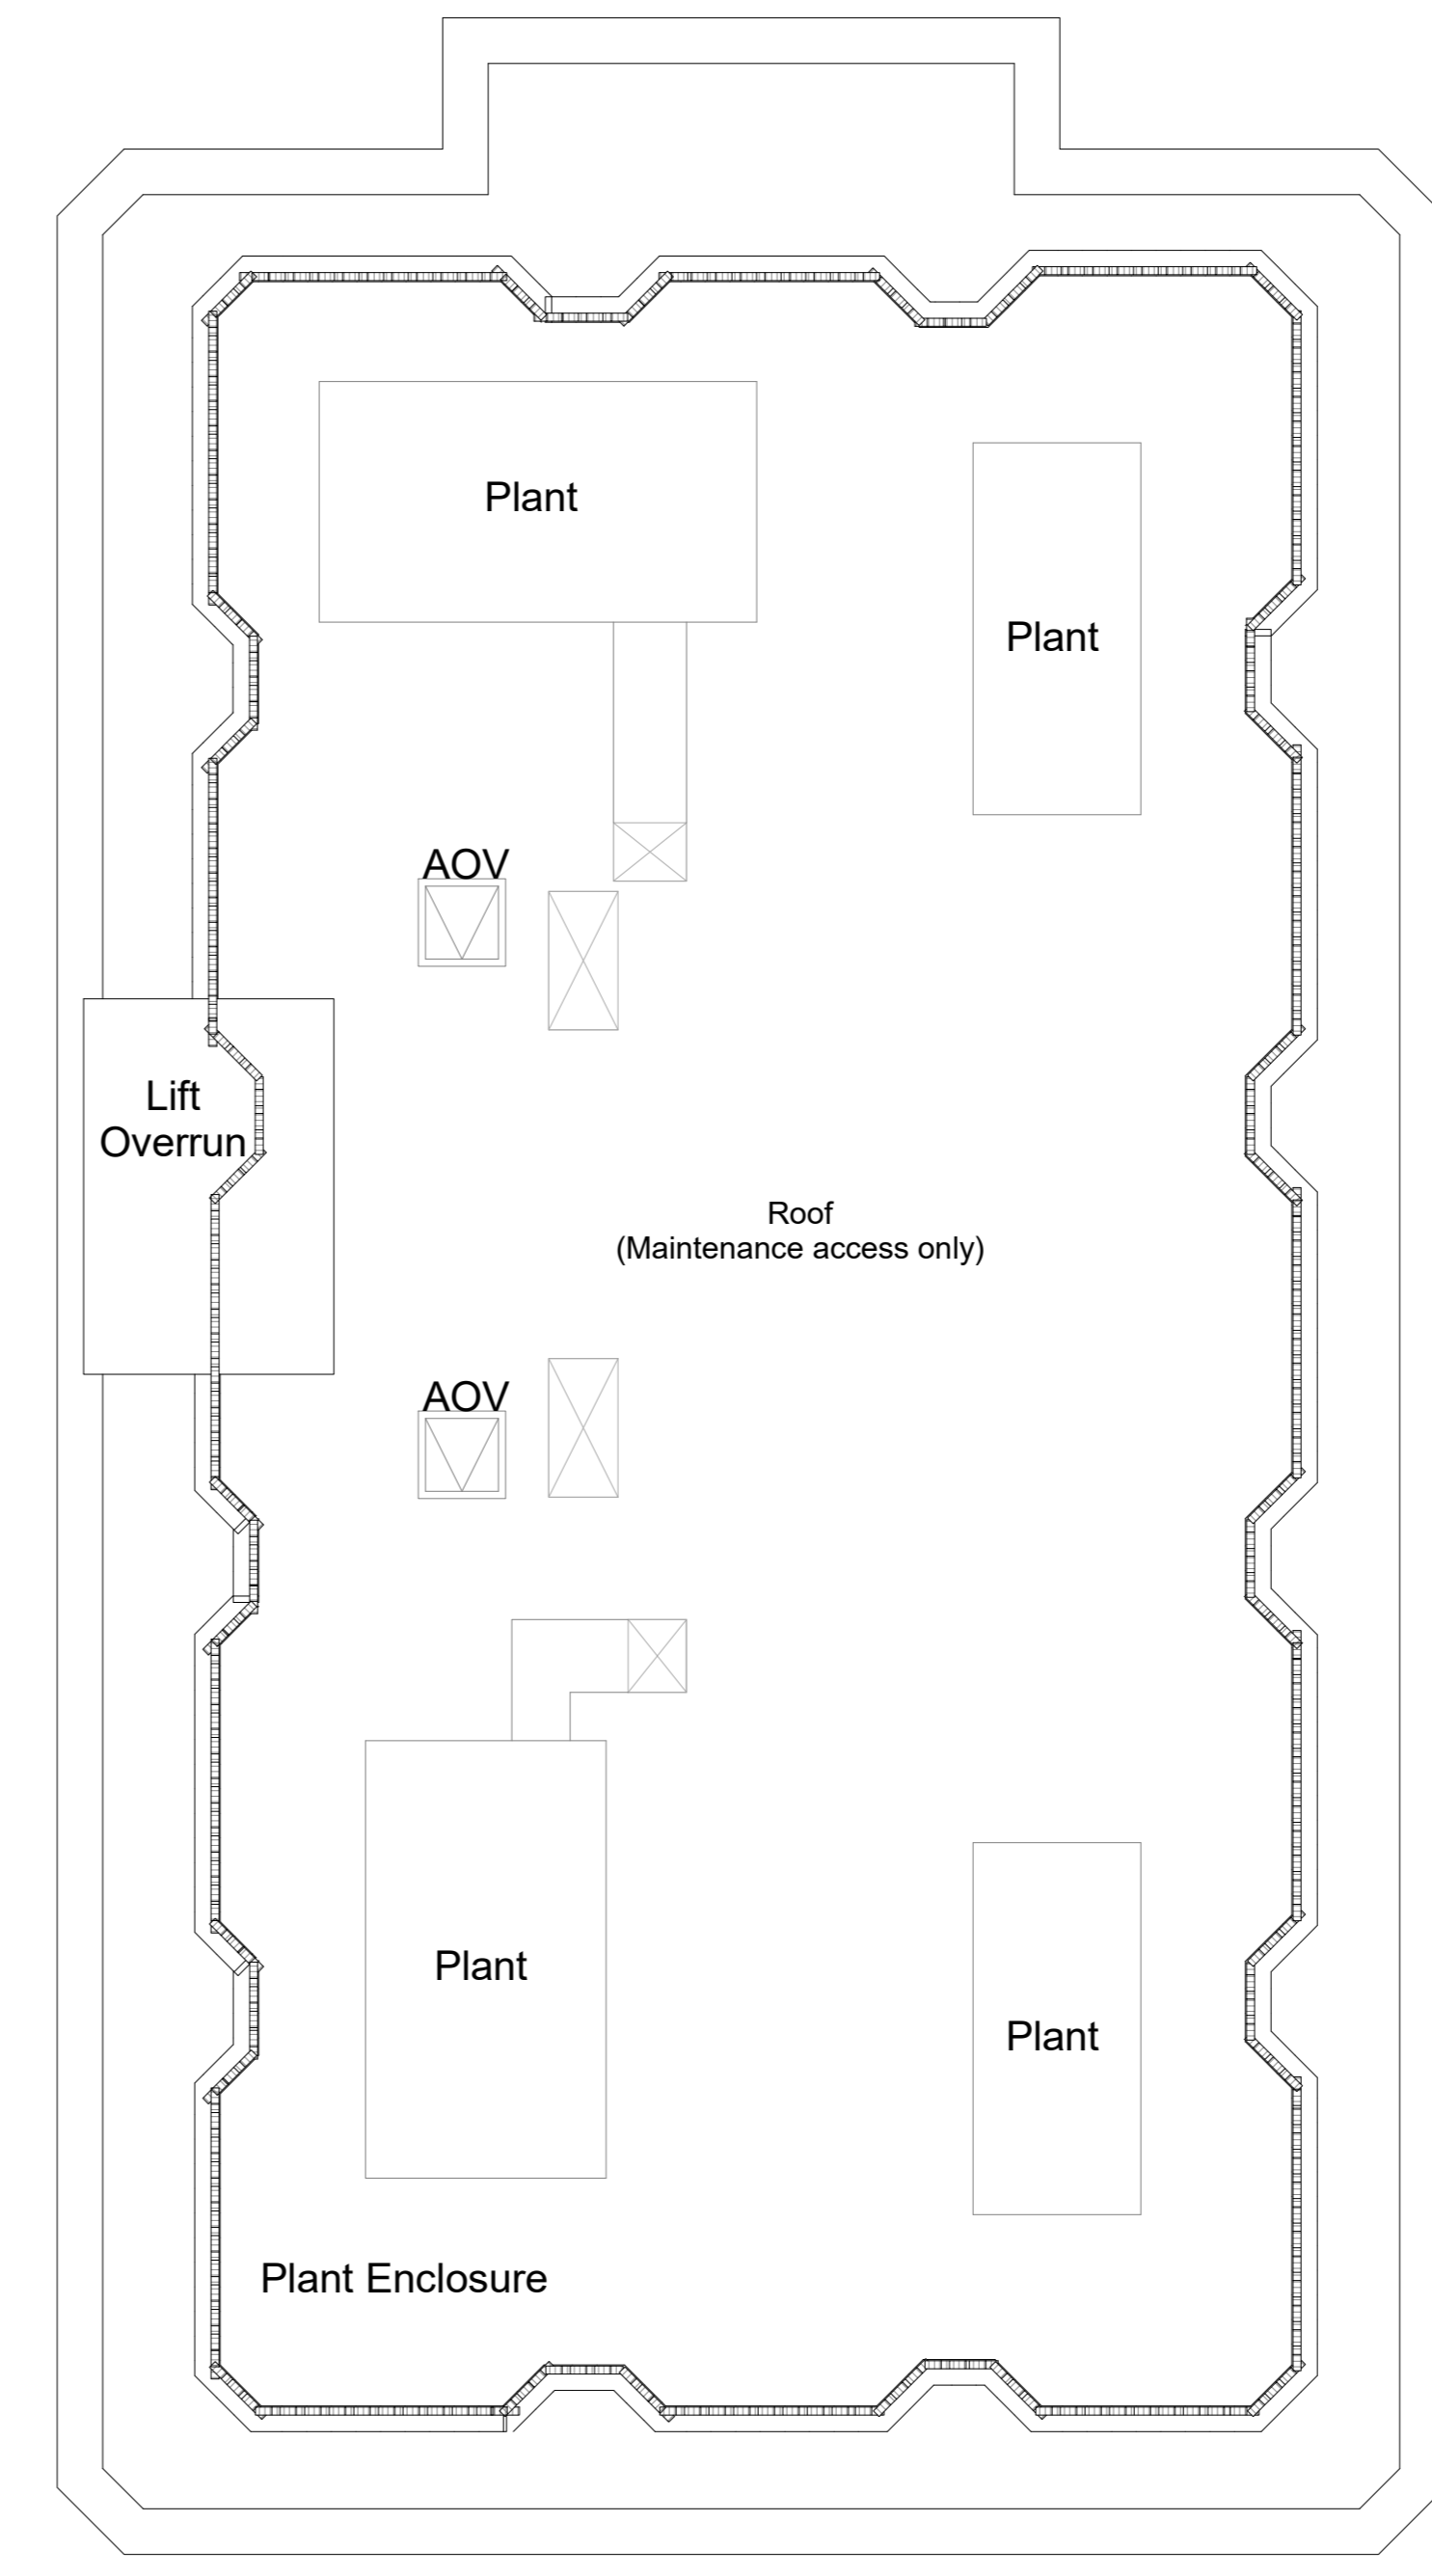 Plant
Plant
AOV
Lift
Overrun
Roof
(Maintenance access only)
AOV
Plant
Plant
Plant Enclosure